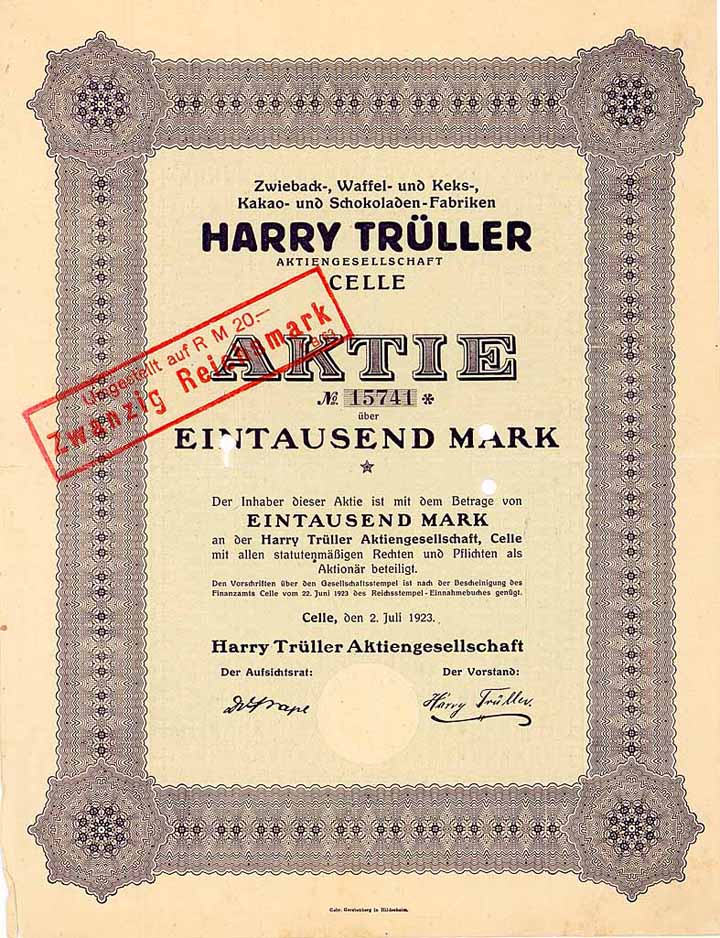 Zwieback-, Waffel- und Keks-,
Kakao- und Schokoladen-Fabriken
HARRY TRÜLLER
AKTIENGESELLSCHAFT
CELLE
Umgestellt auf R M 20.—
Zwanzig Reichsmark
AKTIE
№ 15741 *
über
EINTAUSEND MARK
Der Inhaber dieser Aktie ist mit dem Betrage von
EINTAUSEND MARK
an der Harry Trüller Aktiengesellschaft, Celle
mit allen statutenmäßigen Rechten und Pflichten als
Aktionär beteiligt.
Den Vorschriften über den Gesellschaftsstempel ist nach der Bescheinigung des
Finanzamts Celle vom 22. Juni 1923 des Reichsstempel-Einnahmebuches genügt.
Celle, den 2. Juli 1923.
Harry Trüller Aktiengesellschaft
Der Aufsichtsrat: Der Vorstand:
Harry Trüller.
Gebr. Gerstenberg in Hildesheim.